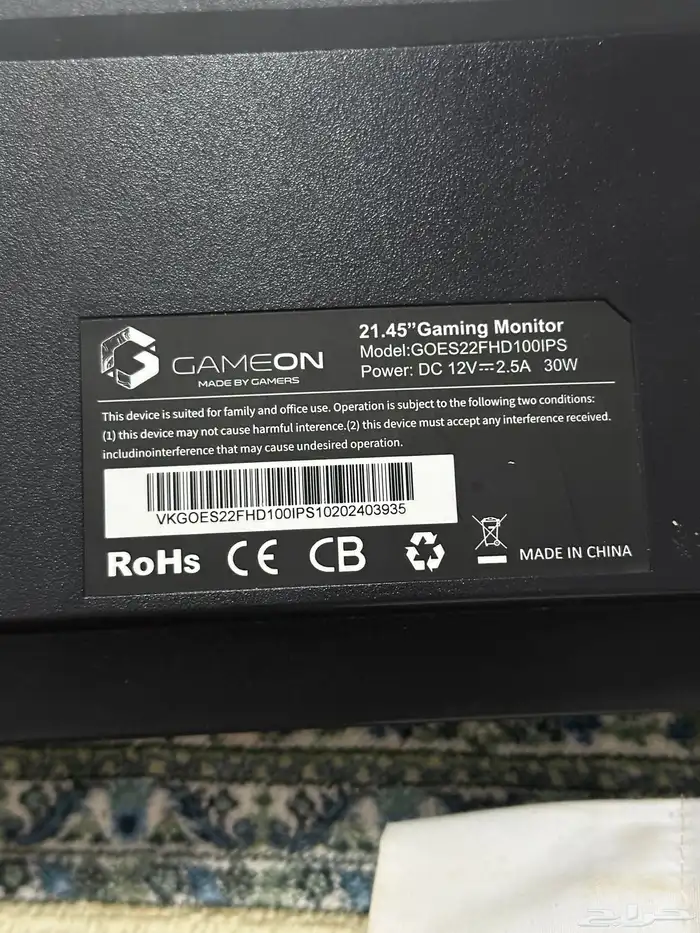 GAMEON
MADE BY GAMERS
21.45”Gaming Monitor
Model:GOES22FHD100IPS
Power: DC 12V⎓2.5A 30W
This device is suited for family and office use. Operation is subject to the following two conditions:
(1) this device may not cause harmful interence.(2) this device must accept any interference received.
includinointerference that may cause undesired operation.
VKGOES22FHD100IPS10202403935
RoHs CE CB
MADE IN CHINA
حراج